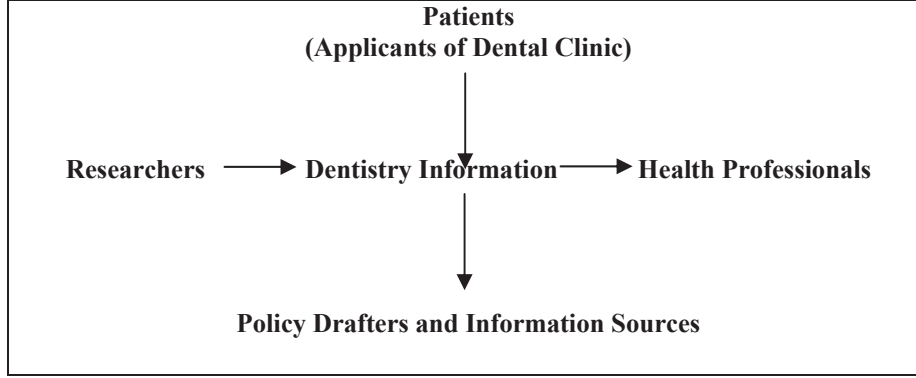 Patients
(Applicants of Dental Clinic)
Researchers
Dentistry Information
Health Professionals
Policy Drafters and Information Sources